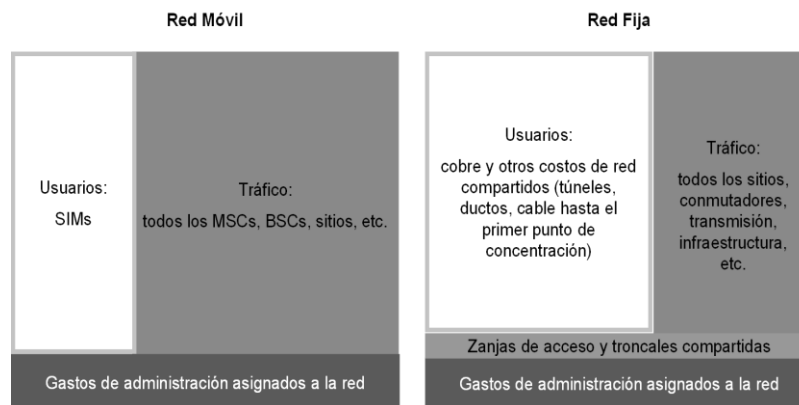 Red Móvil
Usuarios:
SIMs
Tráfico:
todos los MSCs, BSCs, sitios, etc.
Gastos de administración asignados a la red
Red Fija
Usuarios:
cobre y otros costos de red
compartidos (túneles,
ductos, cable hasta el
primer punto de
concentración)
Tráfico:
todos los sitios,
conmutadores,
transmisión,
infraestructura,
etc.
Zanjas de acceso y troncales compartidas
Gastos de administración asignados a la red